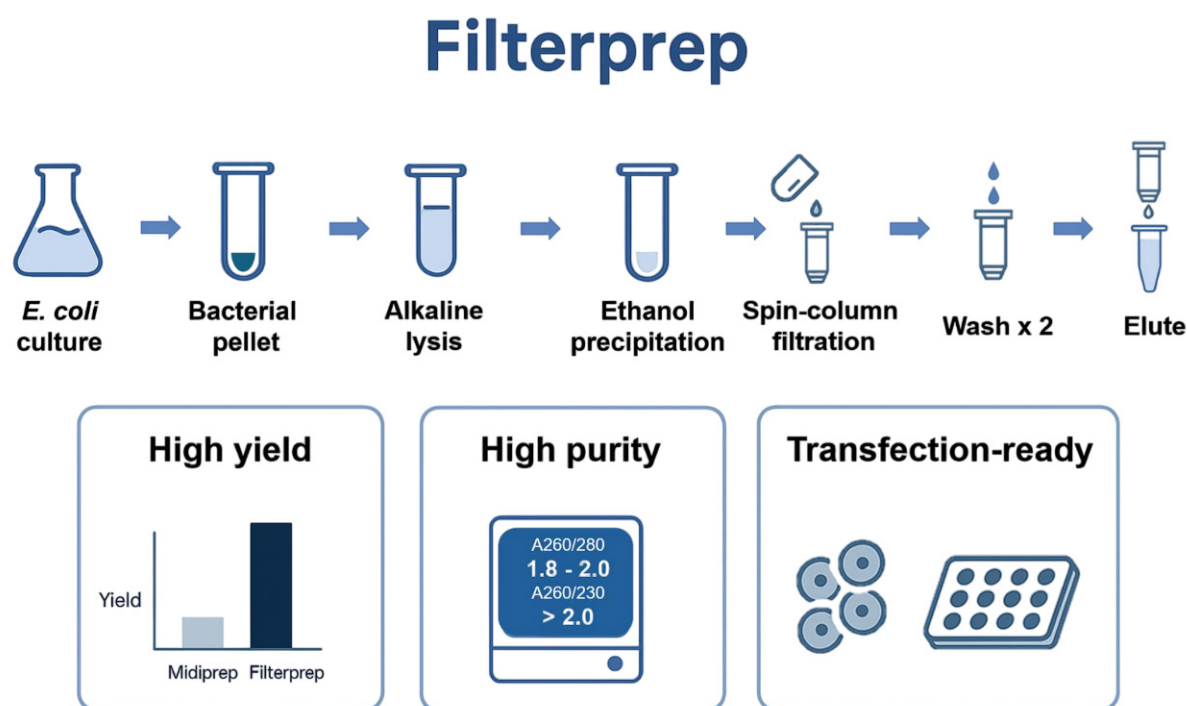 Filterprep
E. coli
culture
Bacterial
pellet
Alkaline
lysis
Ethanol
precipitation
Spin-column
filtration
Wash x 2
Elute
High yield
Yield
Midiprep
Filterprep
High purity
A260/280
1.8 - 2.0
A260/230
> 2.0
Transfection-ready